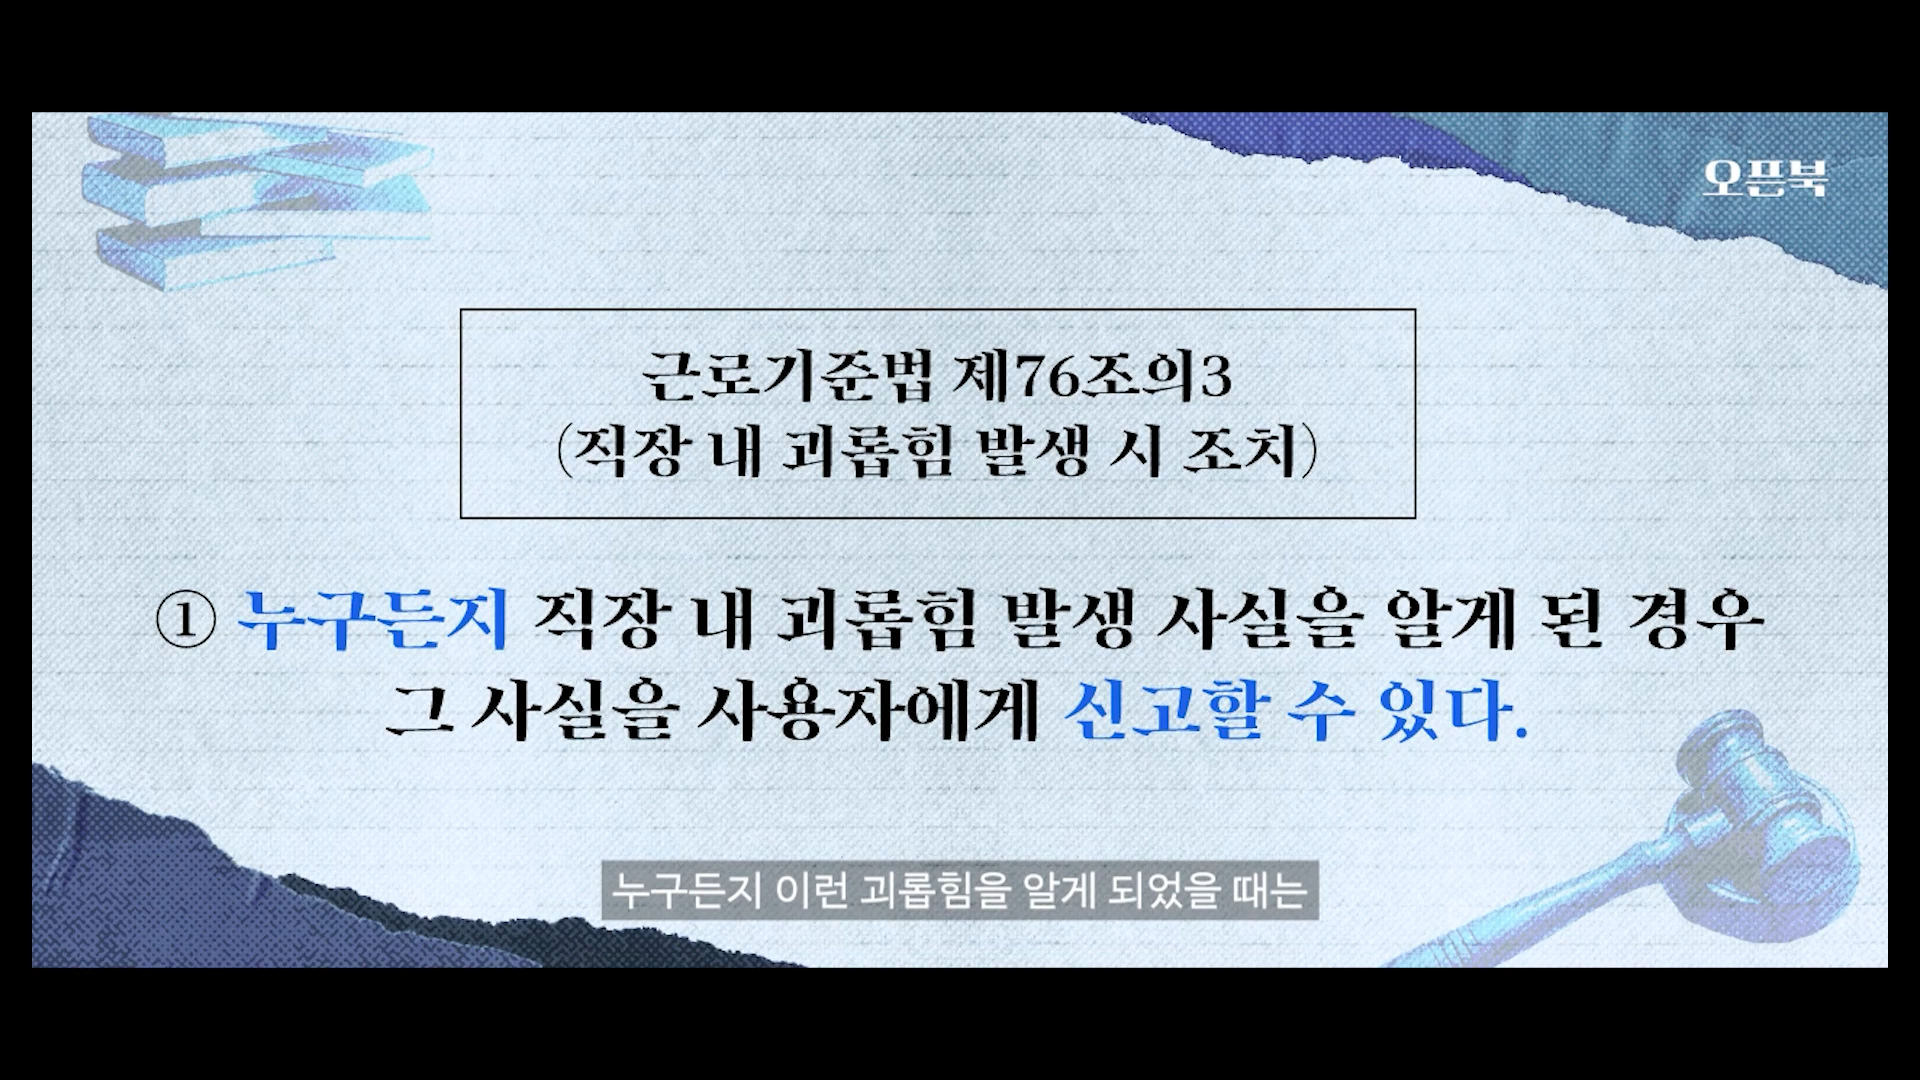 오픈북
근로기준법 제76조의3
(직장 내 괴롭힘 발생 시 조치)
① 누구든지 직장 내 괴롭힘 발생 사실을 알게 된 경우
그 사실을 사용자에게 신고할 수 있다.
누구든지 이런 괴롭힘을 알게 되었을 때는